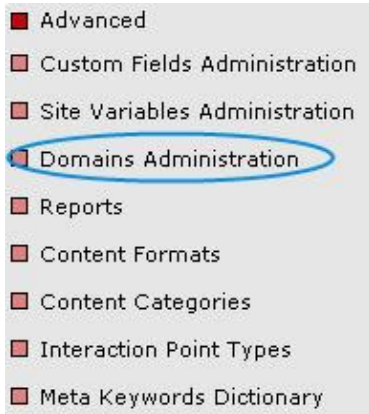 Advanced
Custom Fields Administration
Site Variables Administration
Domains Administration
Reports
Content Formats
Content Categories
Interaction Point Types
Meta Keywords Dictionary